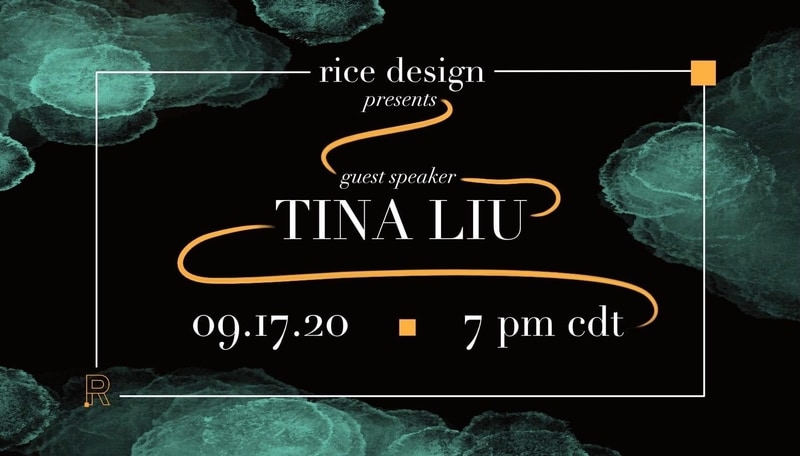 rice design
presents
guest speaker
TINA LIU
09.17.20 7 pm cdt
R